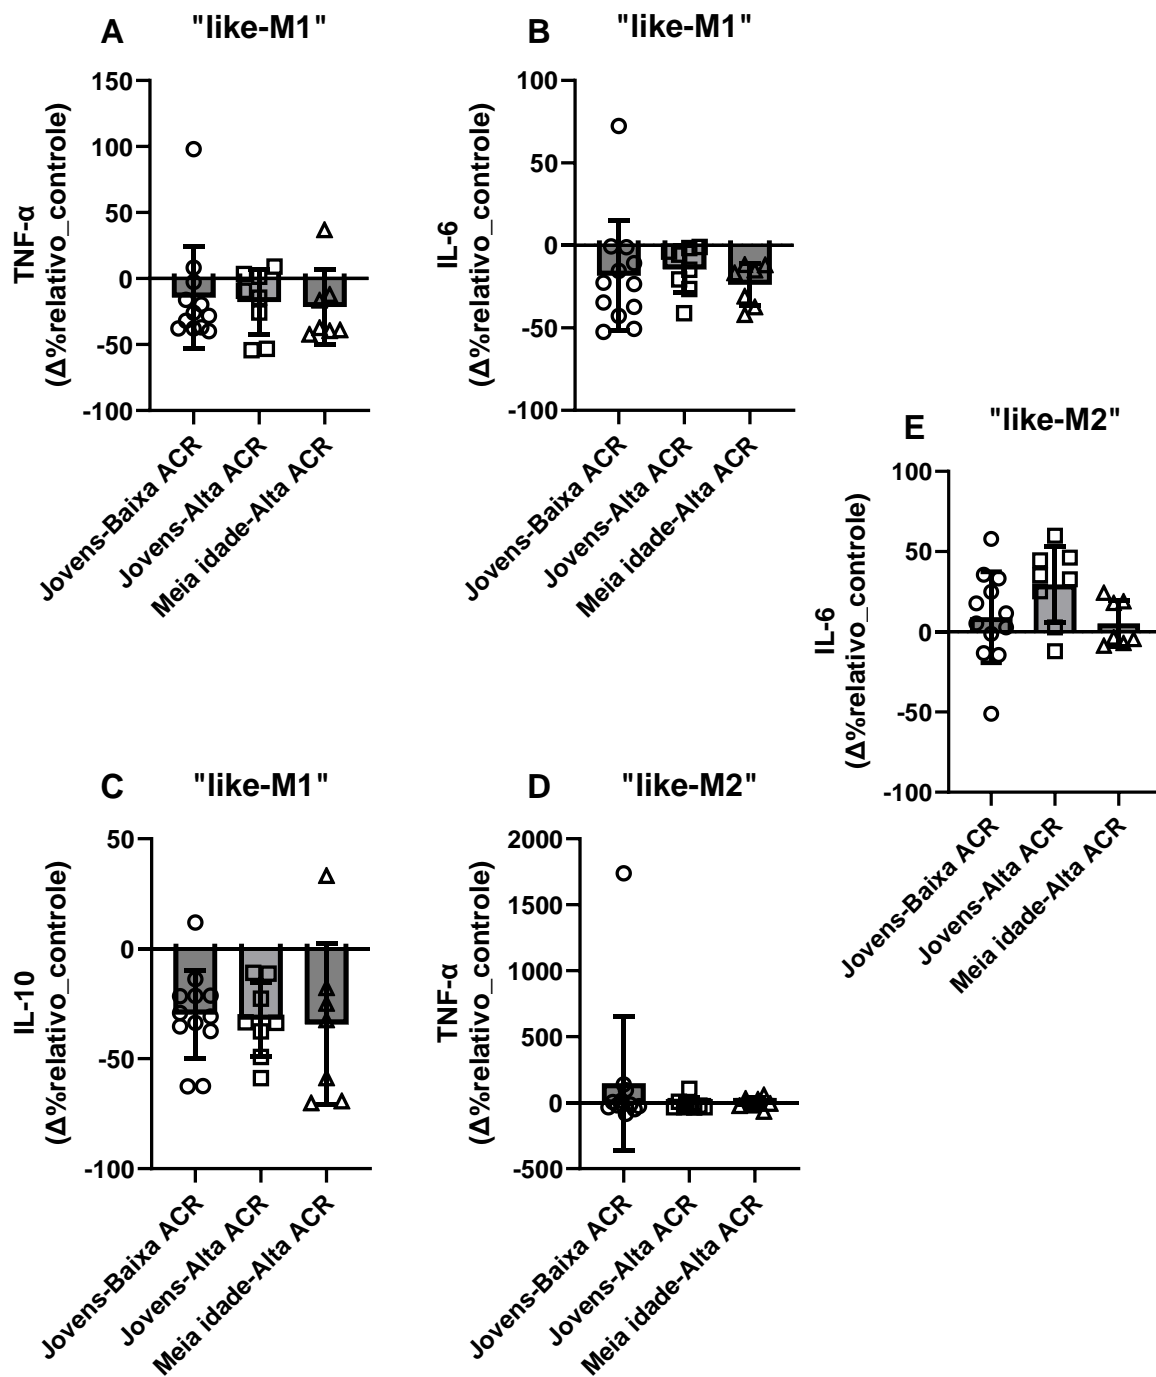 A "like-M1"
TNF-α
(Δ%relativo_controle)
150
100
50
0
-50
-100
Jovens-Baixa ACR
Jovens-Alta ACR
Meia idade-Alta ACR
B "like-M1"
IL-6
(Δ%relativo_controle)
100
50
0
-50
-100
Jovens-Baixa ACR
Jovens-Alta ACR
Meia idade-Alta ACR
C "like-M1"
IL-10
(Δ%relativo_controle)
50
0
-50
-100
Jovens-Baixa ACR
Jovens-Alta ACR
Meia idade-Alta ACR
D "like-M2"
TNF-α
(Δ%relativo_controle)
2000
1500
1000
500
0
-500
Jovens-Baixa ACR
Jovens-Alta ACR
Meia idade-Alta ACR
E "like-M2"
IL-6
(Δ%relativo_controle)
100
50
0
-50
-100
Jovens-Baixa ACR
Jovens-Alta ACR
Meia idade-Alta ACR